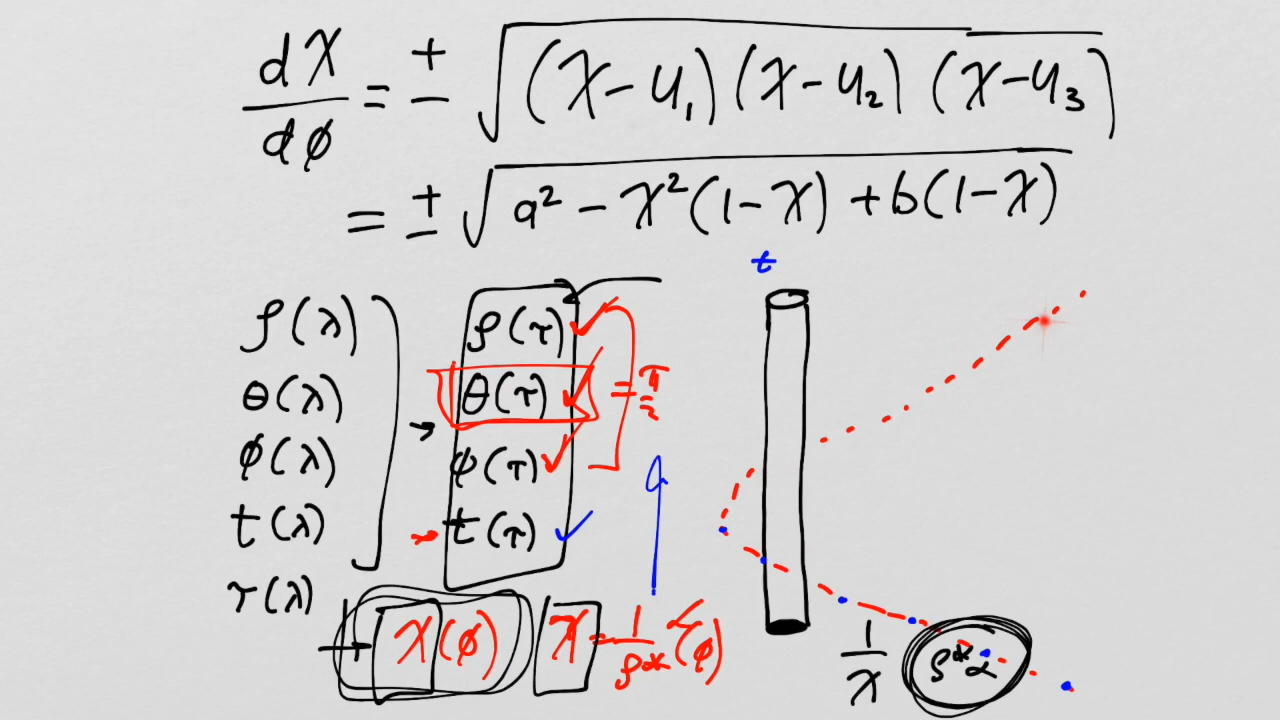 dχ/dφ = ± √(χ-u₁)(χ-u₂)(χ-u₃)
= ± √a² - χ²(1-χ) + b(1-χ)
t
ρ(λ) ρ(τ)
θ(λ) → θ(τ) = π/2
φ(λ) φ(τ)
t(λ) t(τ)
τ(λ)
χ(φ) χ = 1/ρ* (φ)
1/χ ρ*α